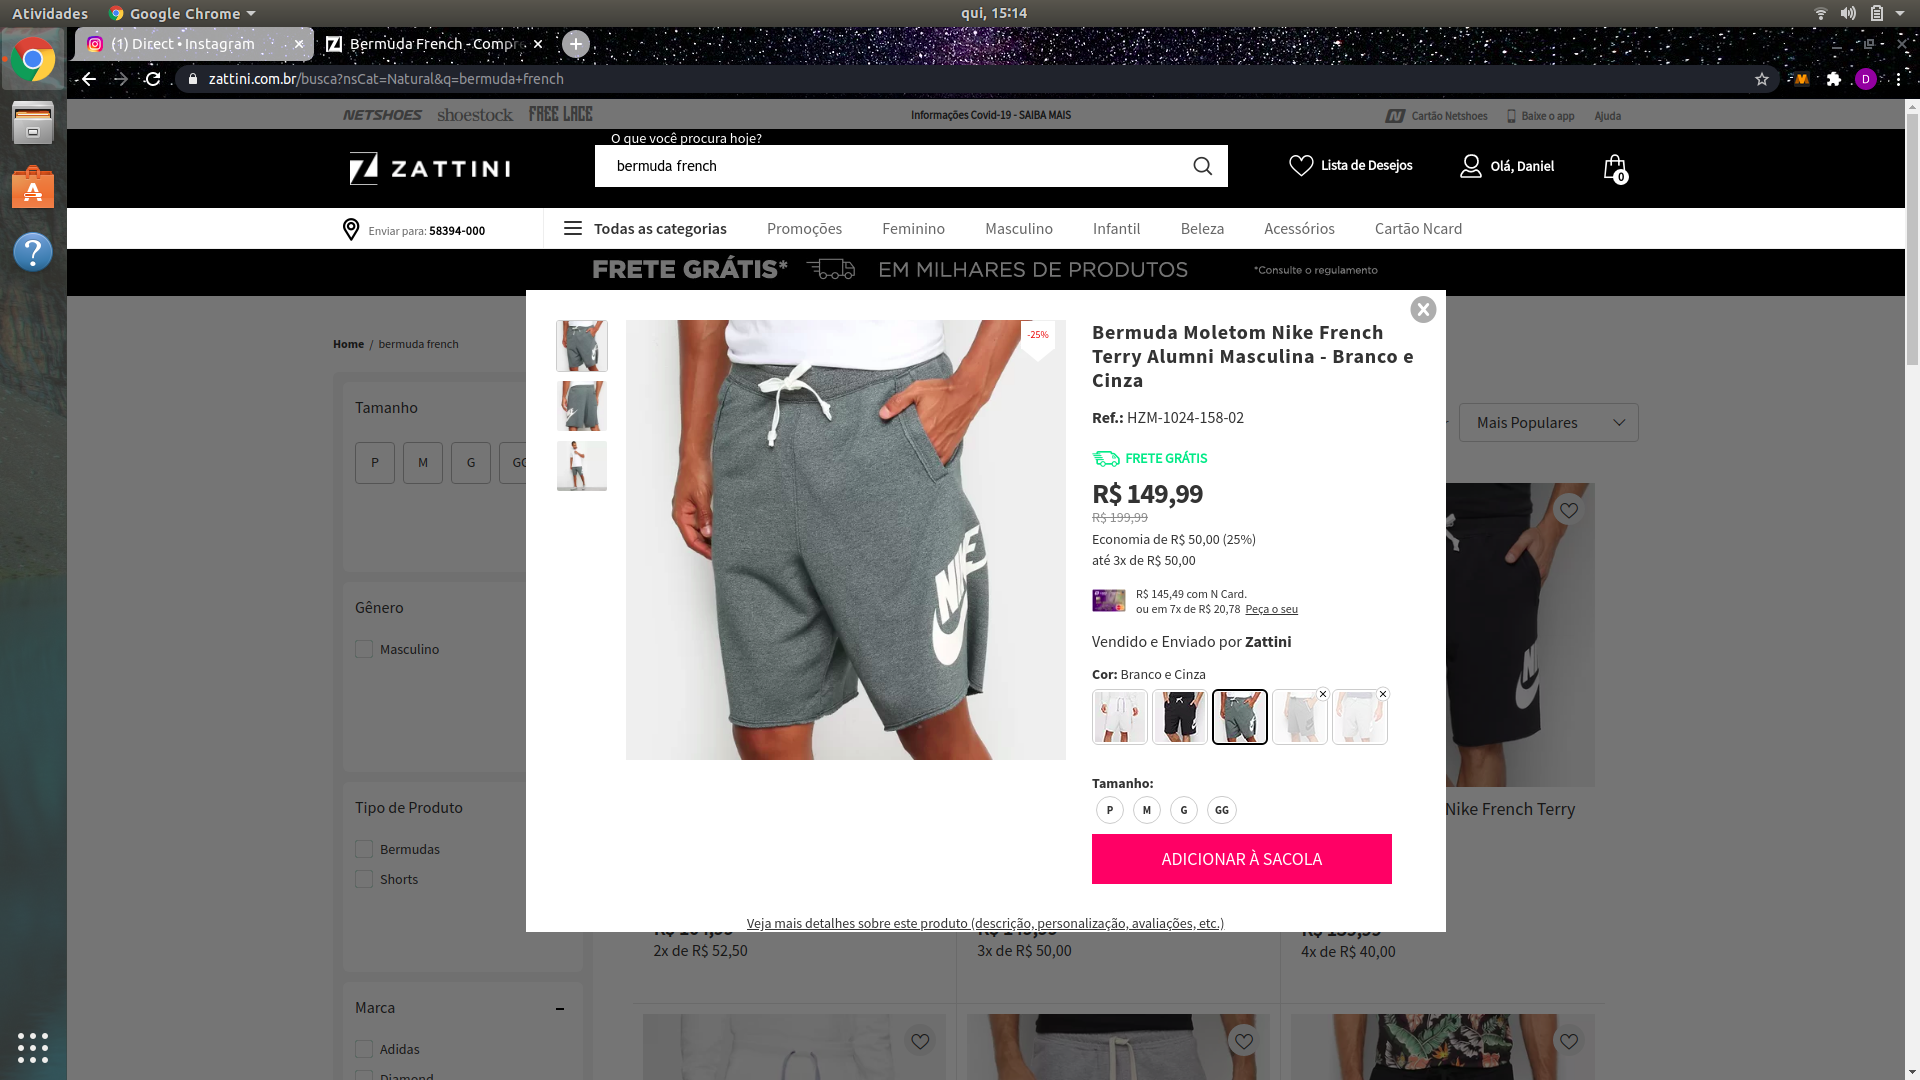 Atividades
Google Chrome
qui, 15:14
(1) Direct • Instagram
Bermuda French - Compr
zattini.com.br/busca?nsCat=Natural&q=bermuda+french
D
NETSHOES
shoestock
FREE LACE
Informações Covid-19 - SAIBA MAIS
Cartão Netshoes
Baixe o app
Ajuda
ZATTINI
O que você procura hoje?
bermuda french
Lista de Desejos
Olá, Daniel
0
Enviar para: 58394-000
Todas as categorias
Promoções
Feminino
Masculino
Infantil
Beleza
Acessórios
Cartão Ncard
FRETE GRÁTIS*
EM MILHARES DE PRODUTOS
*Consulte o regulamento
Home / bermuda french
Tamanho
P
M
G
Gênero
Masculino
Tipo de Produto
Bermudas
Shorts
Marca
Adidas
Diamond
Mais Populares
-25%
NIKE
Bermuda Moletom Nike French
Terry Alumni Masculina - Branco e
Cinza
Ref.: HZM-1024-158-02
FRETE GRÁTIS
R$ 149,99
R$ 199,99
Economia de R$ 50,00 (25%)
até 3x de R$ 50,00
R$ 145,49 com N Card.
ou em 7x de R$ 20,78 Peça o seu
Vendido e Enviado por Zattini
Cor: Branco e Cinza
Tamanho:
P
M
G
GG
ADICIONAR À SACOLA
Veja mais detalhes sobre este produto (descrição, personalização, avaliações, etc.)
Nike French Terry
2x de R$ 52,50
3x de R$ 50,00
4x de R$ 40,00